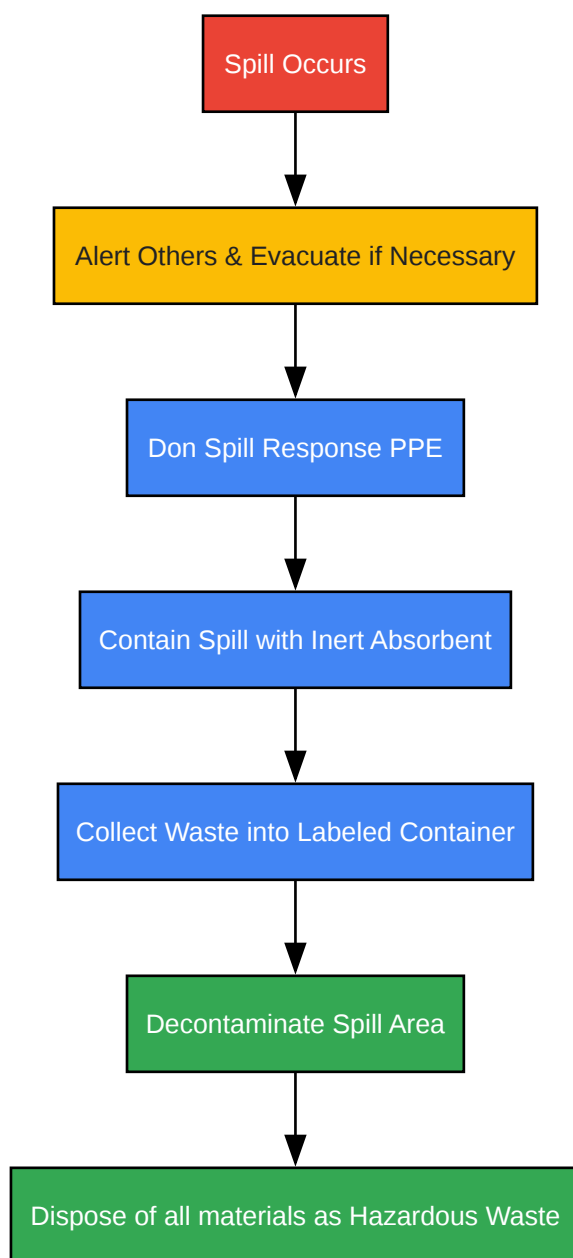 Spill Occurs
Alert Others & Evacuate if Necessary
Don Spill Response PPE
Contain Spill with Inert Absorbent
Collect Waste into Labeled Container
Decontaminate Spill Area
Dispose of all materials as Hazardous Waste